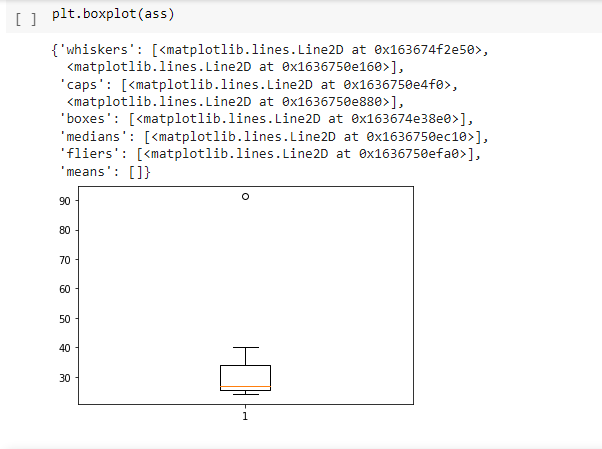 [ ] plt.boxplot(ass)
{'whiskers': [<matplotlib.lines.Line2D at 0x163674f2e50>,
<matplotlib.lines.Line2D at 0x1636750e160>],
'caps': [<matplotlib.lines.Line2D at 0x1636750e4f0>,
<matplotlib.lines.Line2D at 0x1636750e880>],
'boxes': [<matplotlib.lines.Line2D at 0x163674e38e0>],
'medians': [<matplotlib.lines.Line2D at 0x1636750ec10>],
'fliers': [<matplotlib.lines.Line2D at 0x1636750efa0>],
'means': []}
90
80
70
60
50
40
30
1